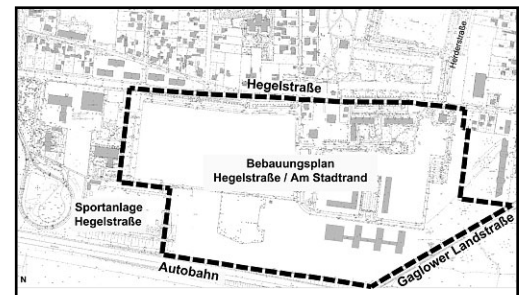 Hegelstraße
Herderstraße
Bebauungsplan
Hegelstraße / Am Stadtrand
Sportanlage
Hegelstraße
Gaglower Landstraße
Autobahn
N